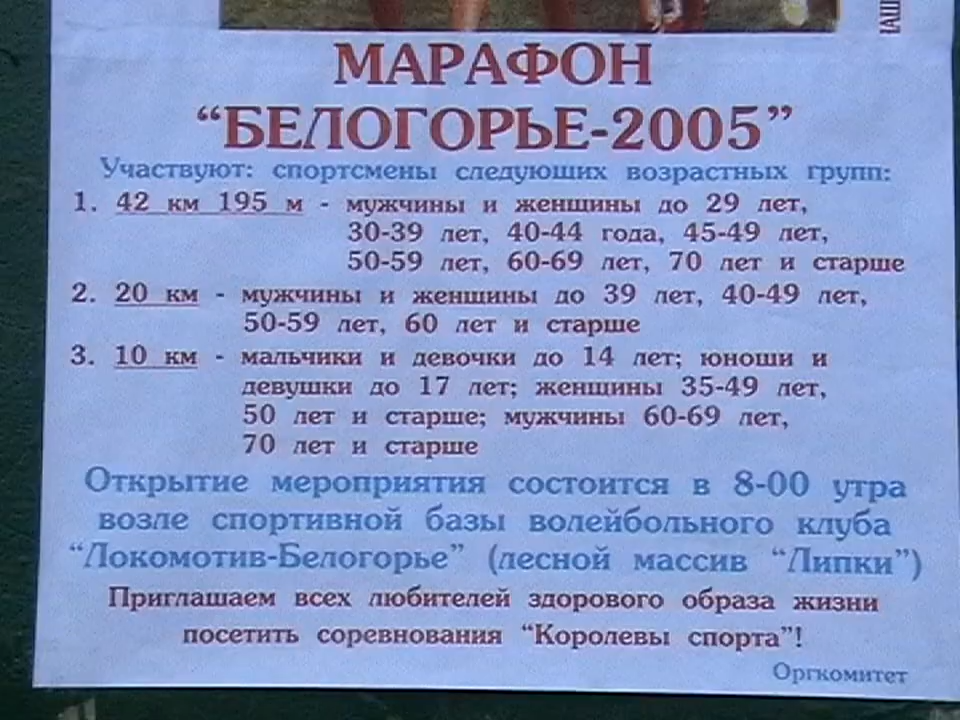 МАРАФОН
“БЕЛОГОРЬЕ-2005”
Участвуют: спортсмены следующих возрастных групп:
1. 42 км 195 м - мужчины и женщины до 29 лет,
30-39 лет, 40-44 года, 45-49 лет,
50-59 лет, 60-69 лет, 70 лет и старше
2. 20 км - мужчины и женщины до 39 лет, 40-49 лет,
50-59 лет, 60 лет и старше
3. 10 км - мальчики и девочки до 14 лет; юноши и
девушки до 17 лет; женщины 35-49 лет,
50 лет и старше; мужчины 60-69 лет,
70 лет и старше
Открытие мероприятия состоится в 8-00 утра
возле спортивной базы волейбольного клуба
“Локомотив-Белогорье” (лесной массив “Липки”)
Приглашаем всех любителей здорового образа жизни
посетить соревнования “Королевы спорта”!
Оргкомитет